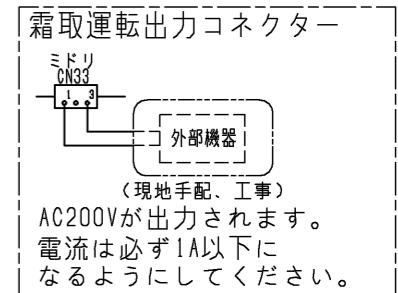 霜取運転出力コネクター
ミドリ
CN33
1 3
外部機器
(現地手配、工事)
AC200Vが出力されます。
電流は必ず1A以下に
なるようにしてください。